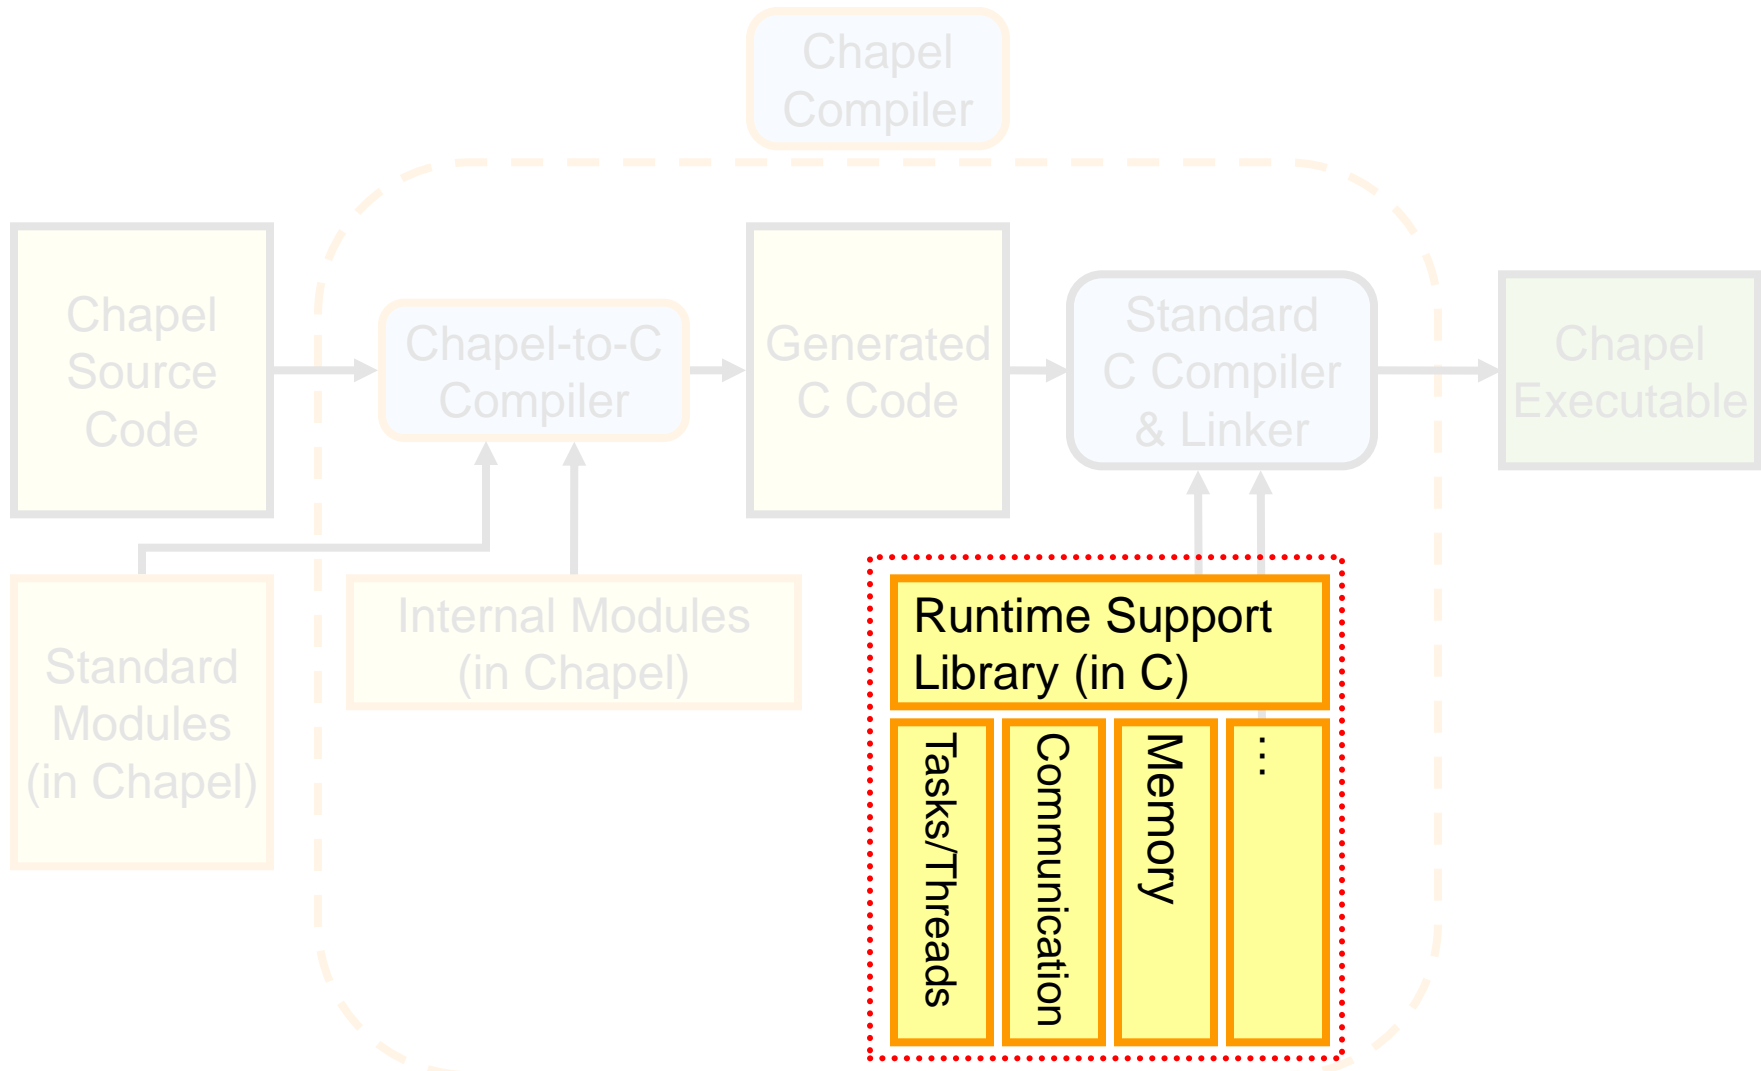 Chapel
Compiler
Chapel
Source
Code
Chapel-to-C
Compiler
Generated
C Code
Standard
C Compiler
& Linker
Chapel
Executable
Standard
Modules
(in Chapel)
Internal Modules
(in Chapel)
Runtime Support
Library (in C)
Tasks/Threads
Communication
Memory
…